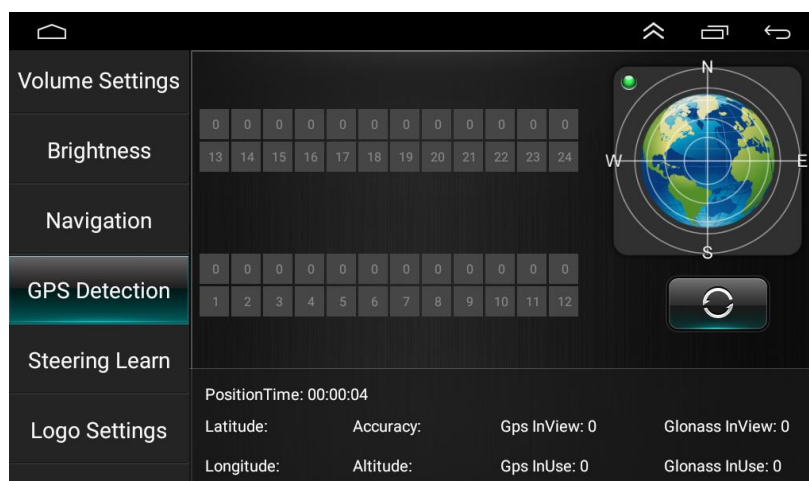 Volume Settings
Brightness
Navigation
GPS Detection
Steering Learn
Logo Settings
0 0 0 0 0 0 0 0 0 0 0 0
13 14 15 16 17 18 19 20 21 22 23 24
0 0 0 0 0 0 0 0 0 0 0 0
1 2 3 4 5 6 7 8 9 10 11 12
N
W E
S
PositionTime: 00:00:04
Latitude: Accuracy: Gps InView: 0 Glonass InView: 0
Longitude: Altitude: Gps InUse: 0 Glonass InUse: 0